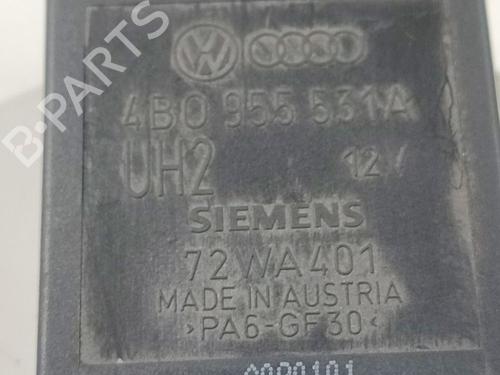 4B0 955 531A
UH2 12V
SIEMENS
72WA401
MADE IN AUSTRIA
>PA6-GF30<
B-PARTS